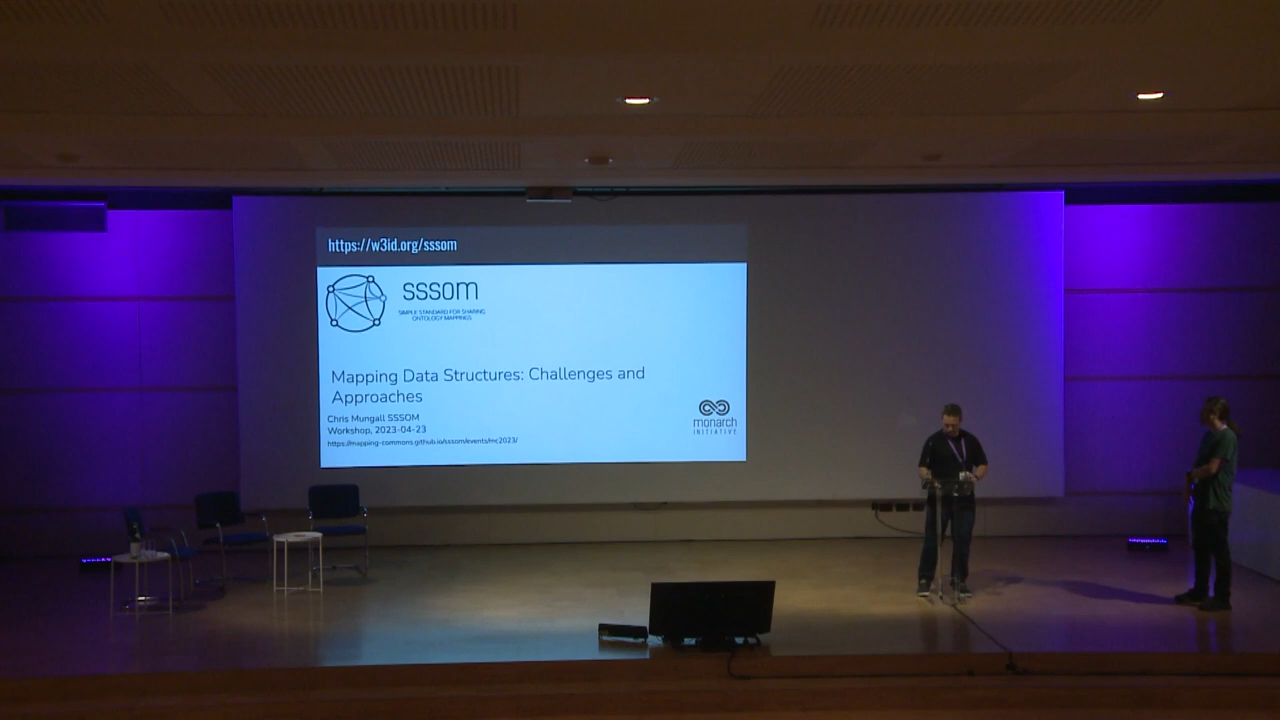 https://w3id.org/sssom
sssom
SIMPLE STANDARD FOR SHARING
ONTOLOGY MAPPINGS
Mapping Data Structures: Challenges and
Approaches
Chris Mungall SSSOM
Workshop, 2023-04-23
https://mapping-commons.github.io/sssom/events/mc2023/
monarch
INITIATIVE